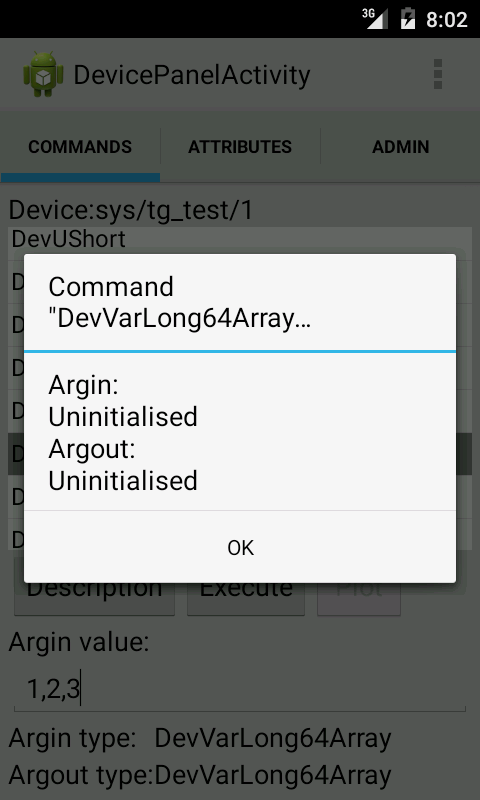 3G 8:02
DevicePanelActivity
COMMANDS ATTRIBUTES ADMIN
Device:sys/tg_test/1
DevUShort
D
D
D
D
D
D
D
Command
"DevVarLong64Array...
Argin:
Uninitialised
Argout:
Uninitialised
OK
Description Execute Plot
Argin value:
1,2,3
Argin type: DevVarLong64Array
Argout type:DevVarLong64Array